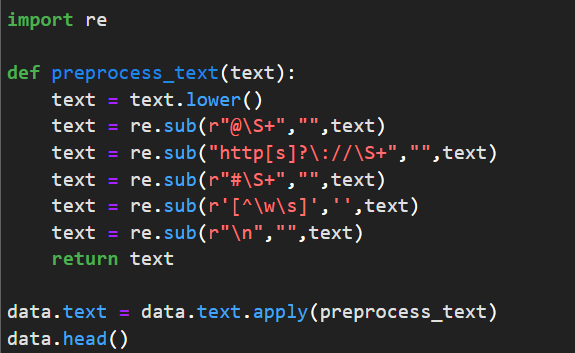 import re
def preprocess_text(text):
    text = text.lower()
    text = re.sub(r"@\S+","",text)
    text = re.sub("http[s]?\://\S+","",text)
    text = re.sub(r"#\S+","",text)
    text = re.sub(r'[^\w\s]','',text)
    text = re.sub(r"\n","",text)
    return text
data.text = data.text.apply(preprocess_text)
data.head()